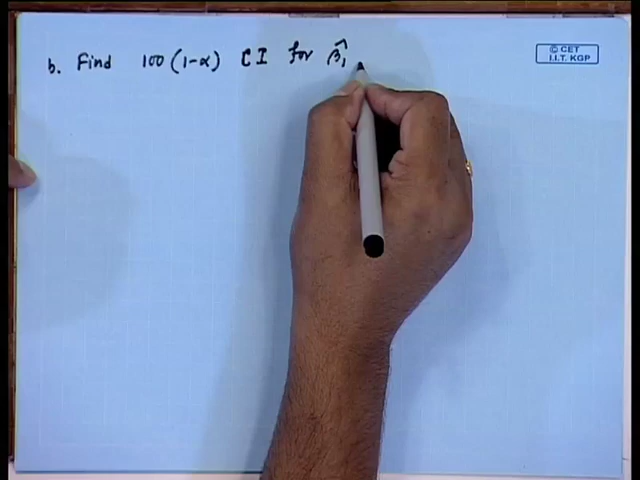 b. Find 100 (1-α) CI for β̂₁
© CET
I.I.T. KGP